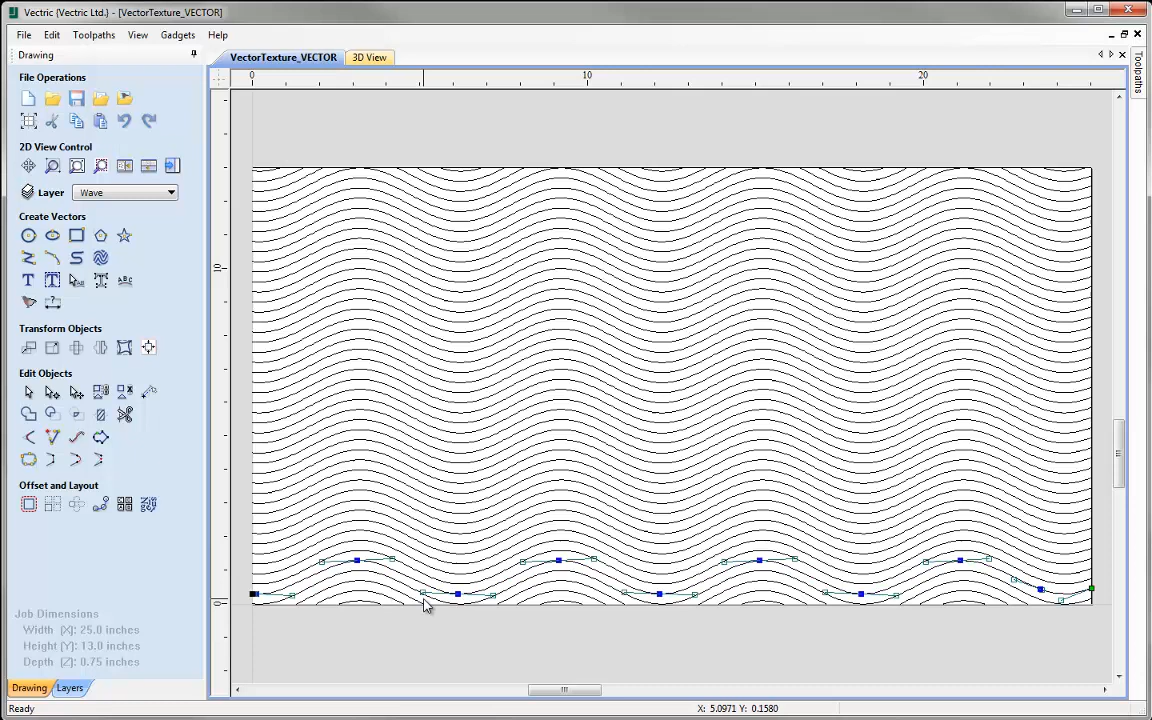 Vectric {Vectric Ltd.} - [VectorTexture_VECTOR]
File Edit Toolpaths View Gadgets Help
Drawing
VectorTexture_VECTOR
3D View
Toolpaths
0 10 20
File Operations
2D View Control
Layer
Wave
Create Vectors
10
Transform Objects
Edit Objects
Offset and Layout
0
Job Dimensions
Width (X): 25.0 inches
Height (Y): 13.0 inches
Depth (Z): 0.75 inches
Drawing
Layers
Ready
X: 5.0971 Y: 0.1580